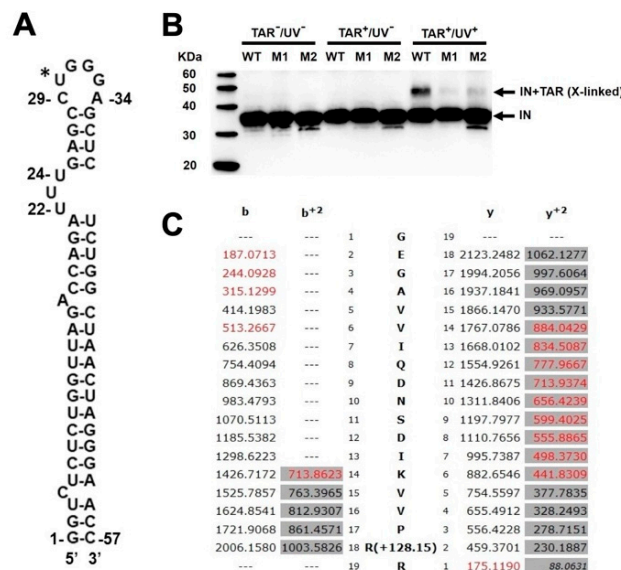 A
G G
* U G
29- C A -34
C-G
G-C
A-U
G-C
24- U
U
22- U
A-U
G-C
A-U
C-G
C-G
A
G-C
A-U
U-A
U-A
G-C
G-U
U-A
C-G
U-G
C-G
U-A
C
U-A
G-C
1-G-C-57
5' 3'
B
TAR⁻/UV⁻ TAR⁺/UV⁻ TAR⁺/UV⁺
KDa WT M1 M2 WT M1 M2 WT M1 M2
60
50
IN+TAR (X-linked)
40
IN
30
20
C
b b⁺² y y⁺²
--- --- 1 G 19 --- ---
187.0713 --- 2 E 18 2123.2482 1062.1277
244.0928 --- 3 G 17 1994.2056 997.6064
315.1299 --- 4 A 16 1937.1841 969.0957
414.1983 --- 5 V 15 1866.1470 933.5771
513.2667 --- 6 V 14 1767.0786 884.0429
626.3508 --- 7 I 13 1668.0102 834.5087
754.4094 --- 8 Q 12 1554.9261 777.9667
869.4363 --- 9 D 11 1426.8675 713.9374
983.4793 --- 10 N 10 1311.8406 656.4239
1070.5113 --- 11 S 9 1197.7977 599.4025
1185.5382 --- 12 D 8 1110.7656 555.8865
1298.6223 --- 13 I 7 995.7387 498.3730
1426.7172 713.8623 14 K 6 882.6546 441.8309
1525.7857 763.3965 15 V 5 754.5597 377.7835
1624.8541 812.9307 16 V 4 655.4912 328.2493
1721.9068 861.4571 17 P 3 556.4228 278.7151
2006.1580 1003.5826 18 R(+128.15) 2 459.3701 230.1887
--- --- 19 R 1 175.1190 88.0631